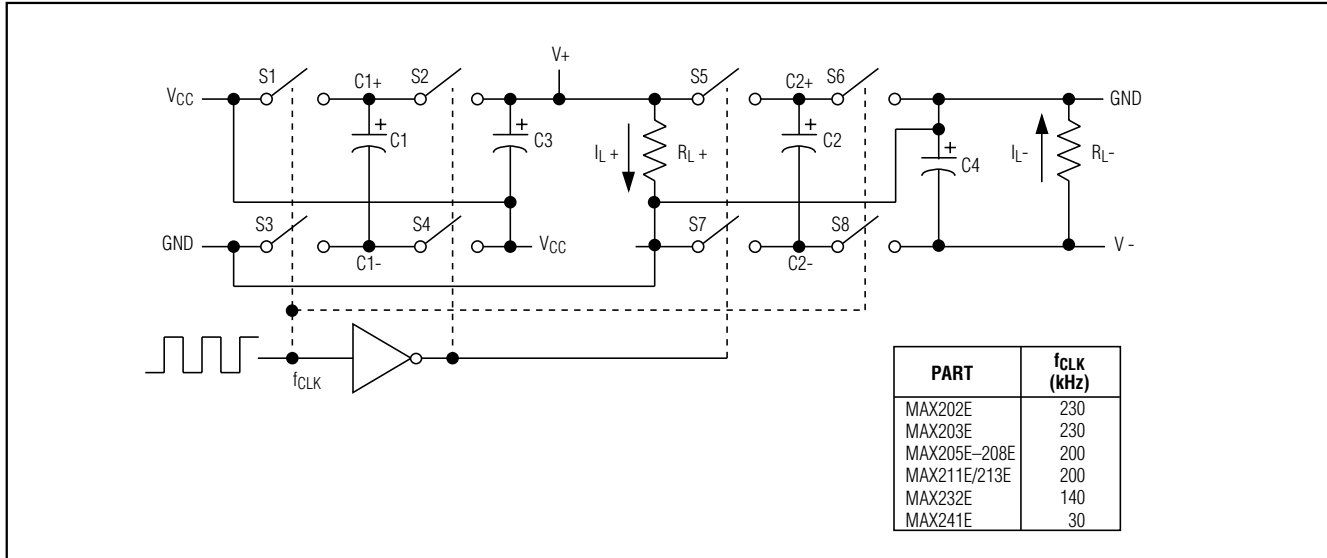 V+
S1 C1+ S2 S5 C2+ S6
VCC GND
+ C1 + C3 IL + RL + + C2 + C4 IL- RL-
S3 S4 S7 S8
GND VCC V -
C1- C2-
fCLK
PART fCLK (kHz)
MAX202E 230
MAX203E 230
MAX205E–208E 200
MAX211E/213E 200
MAX232E 140
MAX241E 30